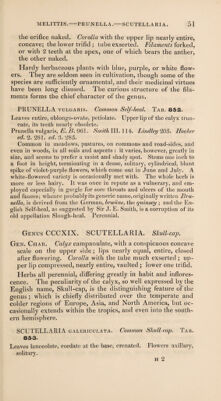 MELITTIS.—PRUNELLA.—SCUTELLARIA. 51
the orifice naked. Corolla with the upper lip nearly entire,
concave; the lower trifid; tube exserted. Filaments forked,
or with 2 teeth at the apex, one of which bears the anther,
the other naked.
Hardy herbaceous plants with blue, purple, or white flow-
ers. They are seldom seen in cultivation, though some of the
species are sufficiently ornamental, and their medicinal virtues
have been long disused. The curious structure of the fila-
ments forms the chief character of the genus.
PRUNELLA VULGARIS. Common Self-heal. TAB. 852.
Leaves entire, oblongo-ovate, petiolate. Upper lip of the calyx trun-
cate, its teeth nearly obsolete.
Prunella vulgaris, E. B. 961. Smith III. 114. Lindley 205. Hooker
ed. 2. 281. ed. 3. 285.
Common in meadows, pastures, on commons and road-sides, and
even in woods, in all soils and aspects: it varies, however, greatly in
size, and seems to prefer a moist and shady spot. Stems one inch to
a foot in height, terminating in a dense, solitary, cylindrical, blunt
spike of violet-purple flowers, which come out in June and July. A
white-flowered variety is occasionally met with. The whole herb is
more or less hairy. It was once in repute as a vulnerary, and em-
ployed especially in gargle for sore throats and ulcers of the mouth
and fauces; whence probably its generic name, originally written Bru-
nella, is derived from the German, braüne, the quinsey; and the En-
glish Self-heal, as suggested by Sir J. E. Smith, is a corruption of its
old appellation Slough-heal. Perennial.
GENUS CCCXIX. SCUTELLARIA. Skull-cap.
GEN. CHAR. Calyx campanulate, with a conspicuous concave
scale on the upper side; lips nearly equal, entire, closed
after flowering. Corolla with the tube much exserted; up-
per lip compressed, nearly entire, vaulted; lower one trifid.
Herbs all perennial, differing greatly in habit and inflores-
cence. The peculiarity of the calyx, so well expressed by the
English name, Skull-cap, is the distinguishing feature of the
genus; which is chiefly distributed over the temperate and
colder regions of Europe, Asia, and North America, but oc-
casionally extends within the tropics, and even into the south-
ern hemisphere.
SCUTELLARIA GALERICULATA. Common Skull-cap. TAB.
853.
Leaves lanceolate, cordate at the base, crenated. Flowers axillary,
solitary.
H 2